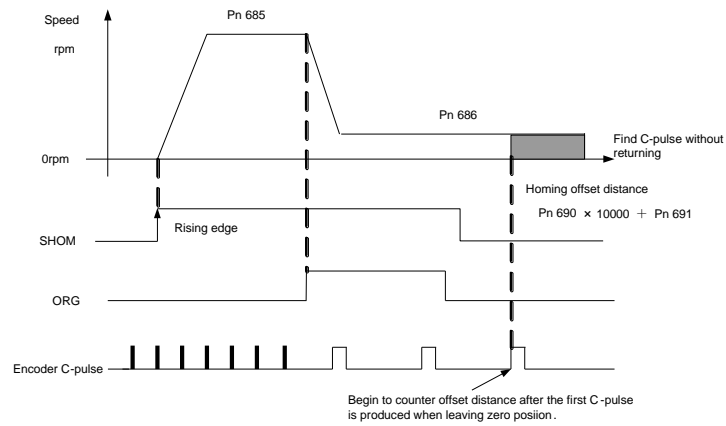 Speed
rpm
Pn 685
Pn 686
0rpm
Find C-pulse without
returning
Homing offset distance
Pn 690 × 10000 + Pn 691
Rising edge
SHOM
ORG
Encoder C-pulse
Begin to counter offset distance after the first C-pulse
is produced when leaving zero posiion.